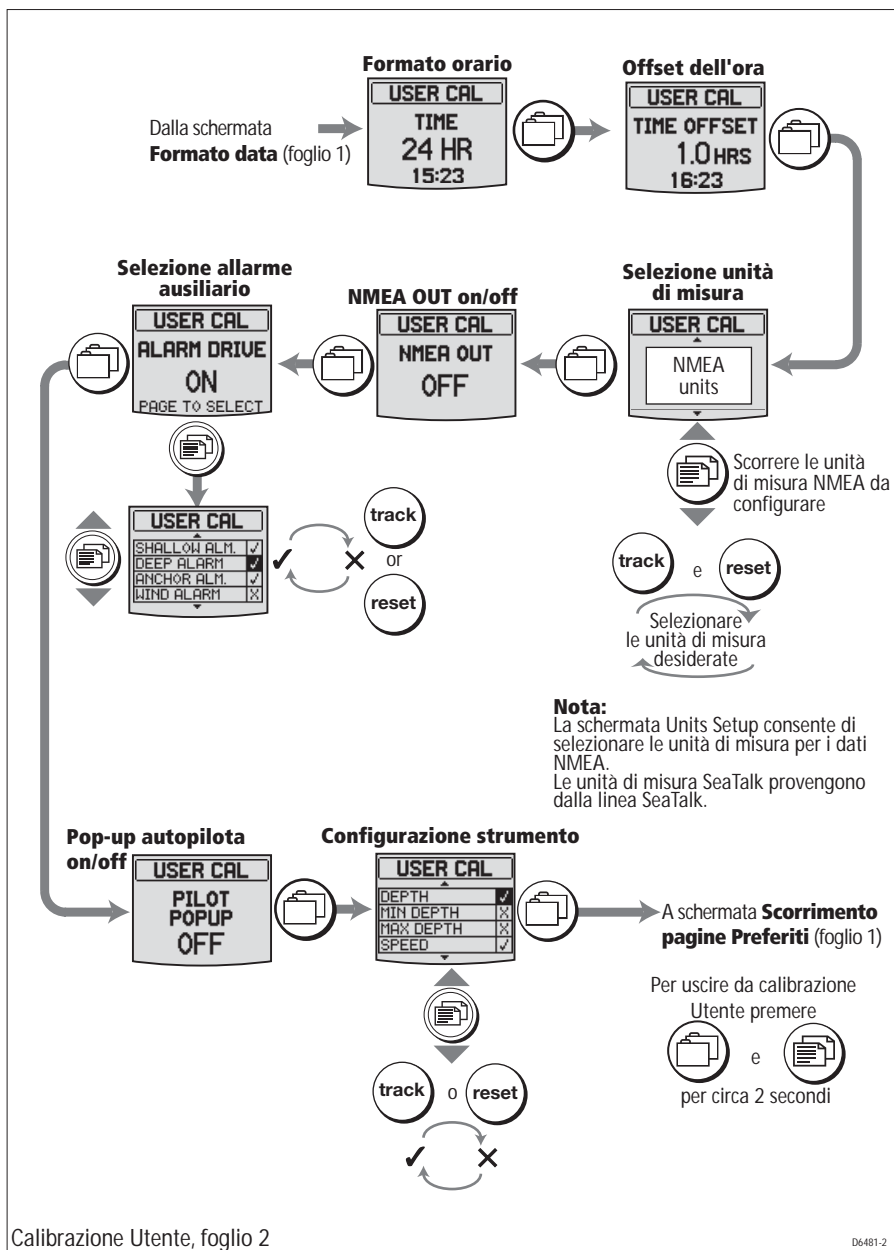 Formato orario
USER CAL
TIME
24 HR
15:23
Offset dell'ora
USER CAL
TIME OFFSET
1.0 HRS
16:23
Dalla schermata
Formato data (foglio 1)
Selezione allarme
ausiliario
USER CAL
ALARM DRIVE
ON
PAGE TO SELECT
NMEA OUT on/off
USER CAL
NMEA OUT
OFF
Selezione unità
di misura
USER CAL
NMEA
units
Scorrere le unità
di misura NMEA da
configurare
track e reset
Selezionare
le unità di misura
desiderate
USER CAL
SHALLOW ALM. ✓
DEEP ALARM ✓
ANCHOR ALM. ✓
WIND ALARM X
✓ ✕
track
or
reset
Nota:
La schermata Units Setup consente di
selezionare le unità di misura per i dati
NMEA.
Le unità di misura SeaTalk provengono
dalla linea SeaTalk.
Pop-up autopilota
on/off
USER CAL
PILOT
POPUP
OFF
Configurazione strumento
USER CAL
DEPTH ✓
MIN DEPTH X
MAX DEPTH X
SPEED ✓
track o reset
✓ ✕
A schermata Scorrimento
pagine Preferiti (foglio 1)
Per uscire da calibrazione
Utente premere
e
per circa 2 secondi
Calibrazione Utente, foglio 2
D6481-2